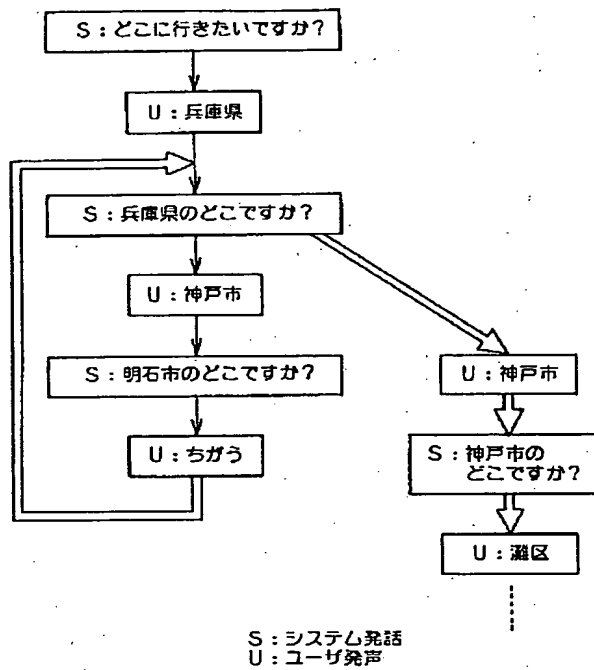 S：どこに行きたいですか？
U：兵庫県
S：兵庫県のどこですか？
U：神戸市
S：明石市のどこですか？
U：ちがう
U：神戸市
S：神戸市の
どこですか？
U：灘区
S：システム発話
U：ユーザ発声